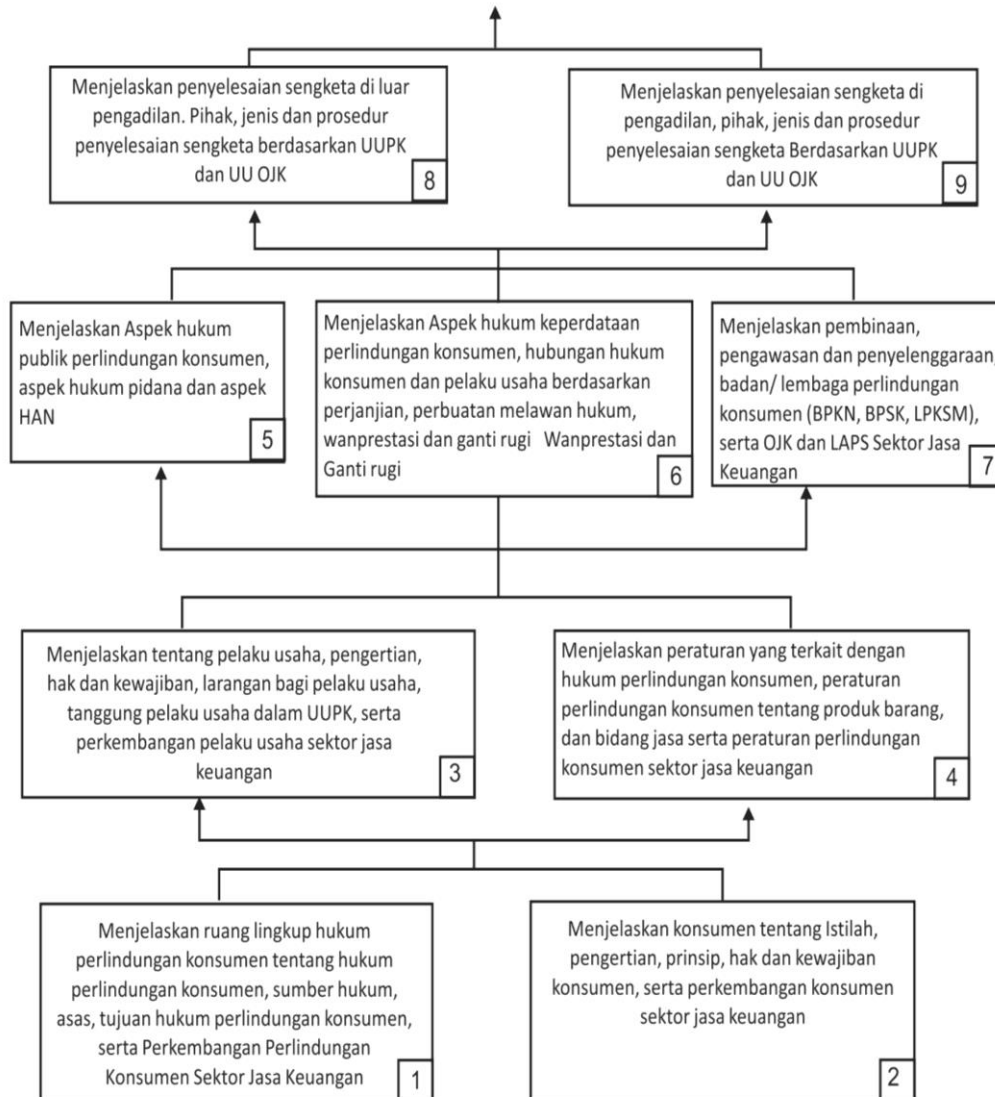 Menjelaskan penyelesaian sengketa di luar
pengadilan. Pihak, jenis dan prosedur
penyelesaian sengketa berdasarkan UUPK
dan UU OJK
8
Menjelaskan penyelesaian sengketa di
pengadilan, pihak, jenis dan prosedur
penyelesaian sengketa Berdasarkan UUPK
dan UU OJK
9
Menjelaskan Aspek hukum
publik perlindungan konsumen,
aspek hukum pidana dan aspek
HAN
5
Menjelaskan Aspek hukum keperdataan
perlindungan konsumen, hubungan hukum
konsumen dan pelaku usaha berdasarkan
perjanjian, perbuatan melawan hukum,
wanprestasi dan ganti rugi Wanprestasi dan
Ganti rugi
6
Menjelaskan pembinaan,
pengawasan dan penyelenggaraan,
badan/ lembaga perlindungan
konsumen (BPKN, BPSK, LPKSM),
serta OJK dan LAPS Sektor Jasa
Keuangan
7
Menjelaskan tentang pelaku usaha, pengertian,
hak dan kewajiban, larangan bagi pelaku usaha,
tanggung pelaku usaha dalam UUPK, serta
perkembangan pelaku usaha sektor jasa
keuangan
3
Menjelaskan peraturan yang terkait dengan
hukum perlindungan konsumen, peraturan
perlindungan konsumen tentang produk barang,
dan bidang jasa serta peraturan perlindungan
konsumen sektor jasa keuangan
4
Menjelaskan ruang lingkup hukum
perlindungan konsumen tentang hukum
perlindungan konsumen, sumber hukum,
asas, tujuan hukum perlindungan konsumen,
serta Perkembangan Perlindungan
Konsumen Sektor Jasa Keuangan
1
Menjelaskan konsumen tentang Istilah,
pengertian, prinsip, hak dan kewajiban
konsumen, serta perkembangan konsumen
sektor jasa keuangan
2